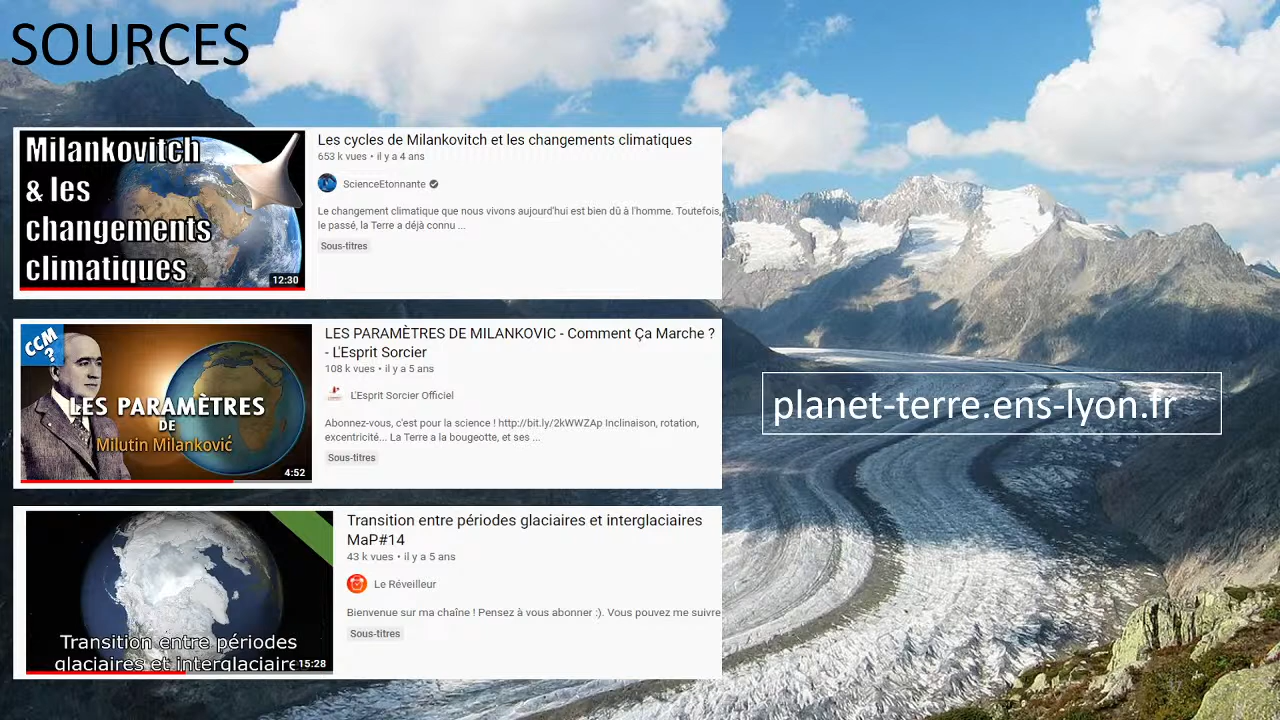 SOURCES
Milankovitch
& les
changements
climatiques
12:30
Les cycles de Milankovitch et les changements climatiques
653 k vues • il y a 4 ans
ScienceEtonnante
Le changement climatique que nous vivons aujourd'hui est bien dû à l'homme. Toutefois,
le passé, la Terre a déjà connu ...
Sous-titres
CCM
?
LES PARAMÈTRES
DE
Milutin Milanković
4:52
LES PARAMÈTRES DE MILANKOVIC - Comment Ça Marche ?
- L'Esprit Sorcier
108 k vues • il y a 5 ans
L'Esprit Sorcier Officiel
Abonnez-vous, c'est pour la science ! http://bit.ly/2kWWZAp Inclinaison, rotation,
excentricité... La Terre a la bougeotte, et ses ...
Sous-titres
planet-terre.ens-lyon.fr
Transition entre périodes
glaciaires et interglaciaire
15:28
Transition entre périodes glaciaires et interglaciaires
MaP#14
43 k vues • il y a 5 ans
Le Réveilleur
Bienvenue sur ma chaîne ! Pensez à vous abonner :). Vous pouvez me suivre
Sous-titres